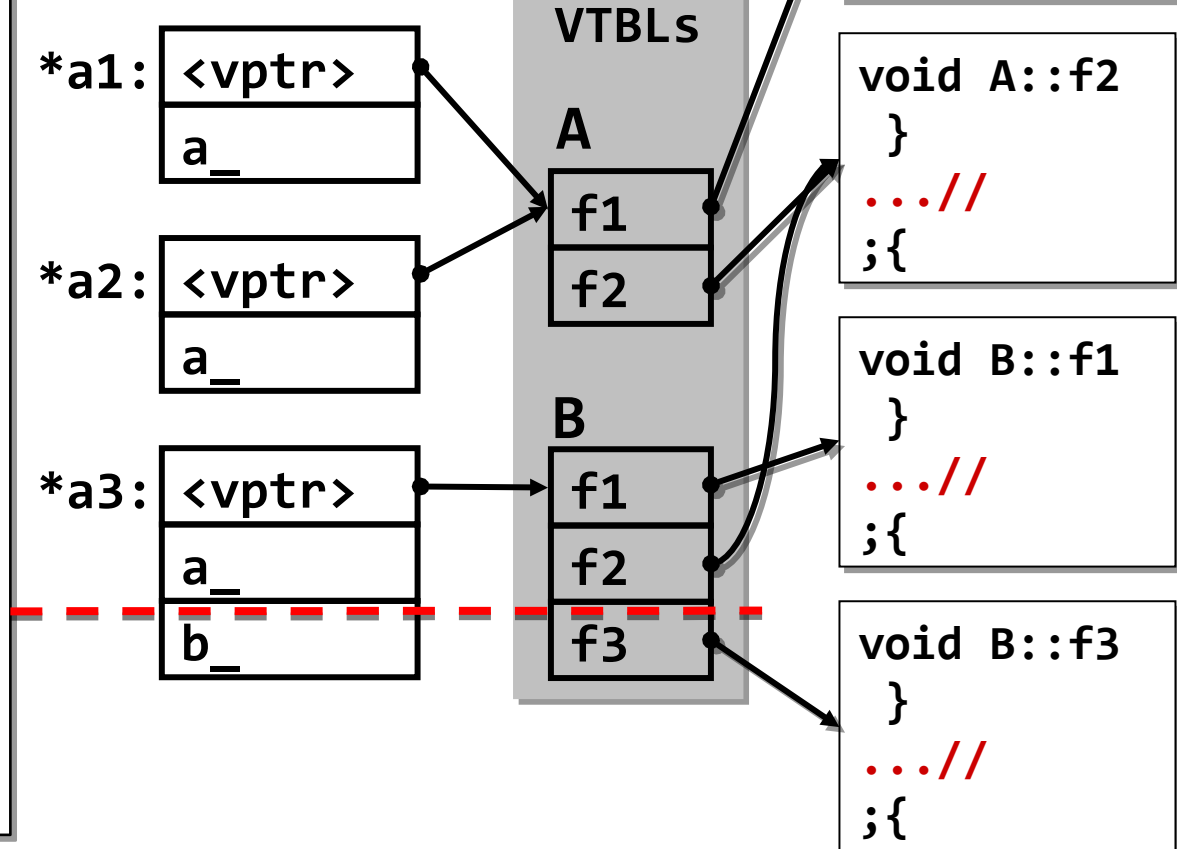 VTBLs
*a1:
<vptr>
a_
*a2:
<vptr>
a_
*a3:
<vptr>
a_
b_
A
f1
f2
B
f1
f2
f3
void A::f2
}
...//
;{
void B::f1
}
...//
;{
void B::f3
}
...//
;{